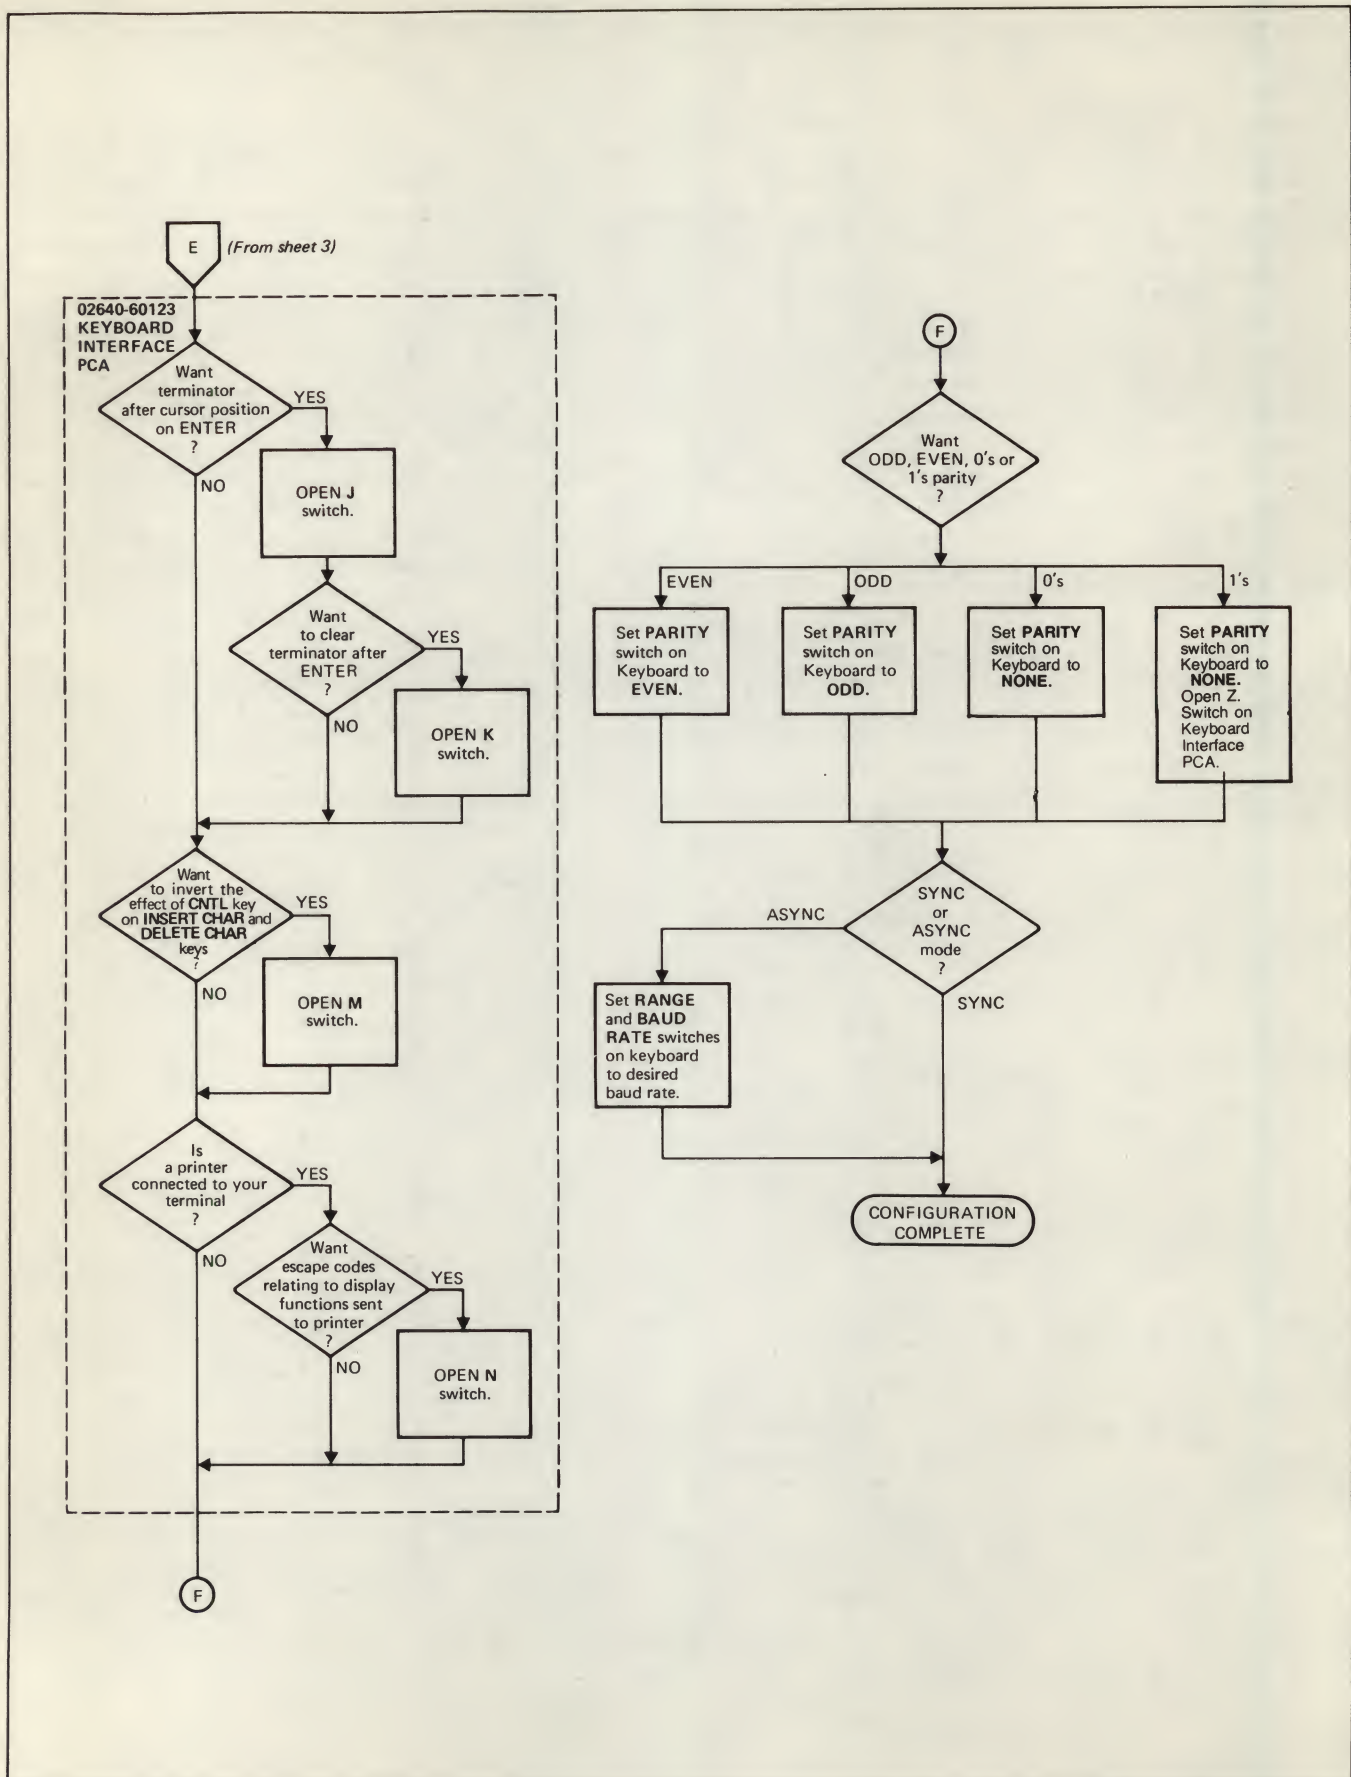 E
(From sheet 3)
02640-60123
KEYBOARD
INTERFACE
PCA
Want
terminator
after cursor position
on ENTER
?
YES
NO
OPEN J
switch.
Want
to clear
terminator after
ENTER
?
YES
NO
OPEN K
switch.
Want
to invert the
effect of CNTL key
on INSERT CHAR and
DELETE CHAR
keys
?
YES
NO
OPEN M
switch.
Is
a printer
connected to your
terminal
?
YES
NO
Want
escape codes
relating to display
functions sent
to printer
?
YES
NO
OPEN N
switch.
F
F
Want
ODD, EVEN, 0's or
1's parity
?
EVEN
ODD
0's
1's
Set PARITY
switch on
Keyboard to
EVEN.
Set PARITY
switch on
Keyboard to
ODD.
Set PARITY
switch on
Keyboard to
NONE.
Set PARITY
switch on
Keyboard to
NONE.
Open Z.
Switch on
Keyboard
Interface
PCA.
SYNC
or
ASYNC
mode
?
ASYNC
SYNC
Set RANGE
and BAUD
RATE switches
on keyboard
to desired
baud rate.
CONFIGURATION
COMPLETE